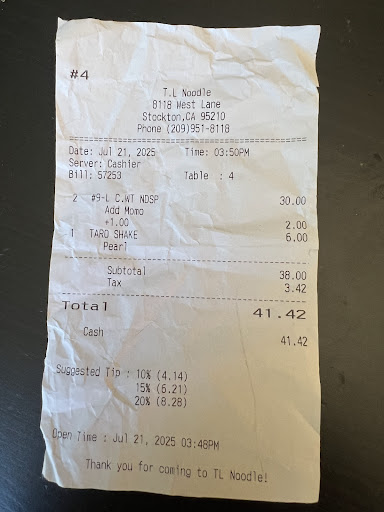 #4
T.L Noodle
8118 West Lane
Stockton,CA 95210
Phone (209)951-8118
Date: Jul 21, 2025 Time: 03:50PM
Server: Cashier
Bill: 57253 Table : 4
2 #9-L C.WT NDSP 30.00
Add Momo
+1.00 2.00
1 TARO SHAKE 6.00
Pearl
Subtotal 38.00
Tax 3.42
Total 41.42
Cash 41.42
Suggested Tip : 10% (4.14)
15% (6.21)
20% (8.28)
Open Time : Jul 21, 2025 03:48PM
Thank you for coming to TL Noodle!